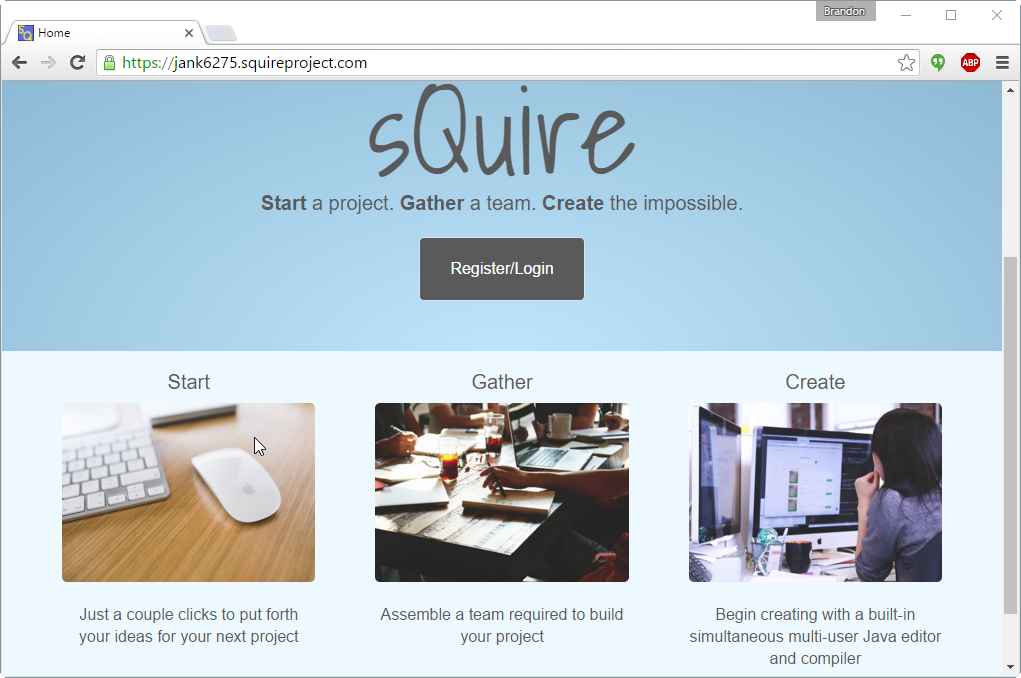 Brandon
SQ Home
https://jank6275.squireproject.com
ABP
sQuire
Start a project. Gather a team. Create the impossible.
Register/Login
Start
Gather
Create
Just a couple clicks to put forth
your ideas for your next project
Assemble a team required to build
your project
Begin creating with a built-in
simultaneous multi-user Java editor
and compiler